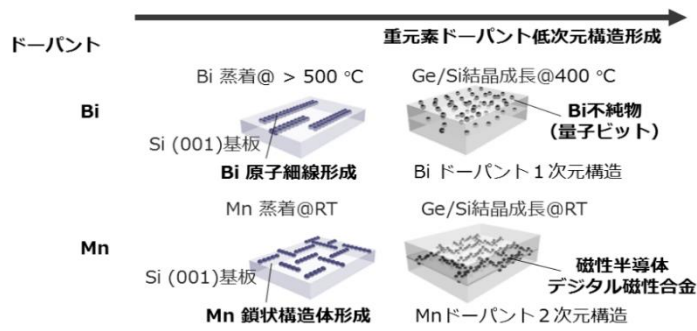 重元素ドーパント低次元構造形成
ドーパント
Bi 蒸着@ > 500 °C
Ge/Si結晶成長@400 °C
Bi
Bi不純物
(量子ビット)
Si (001)基板
Bi 原子細線形成
Bi ドーパント１次元構造
Mn 蒸着@RT
Ge/Si結晶成長@RT
Mn
磁性半導体
デジタル磁性合金
Si (001)基板
Mn 鎖状構造体形成
Mnドーパント２次元構造